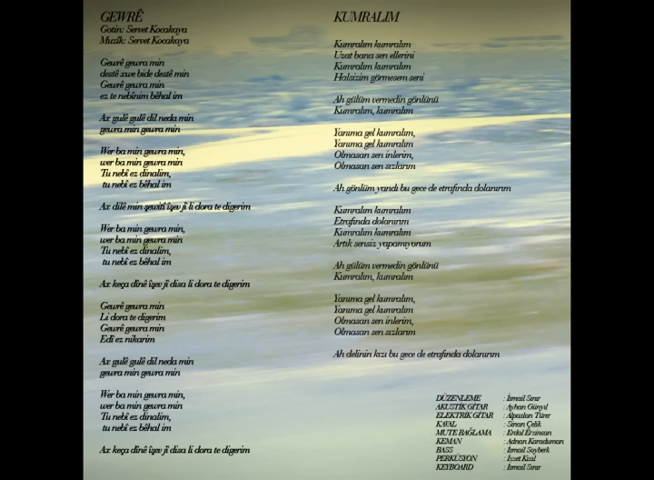 GEWRÊ
Gotin: Servet Kocakaya
Muzîk: Servet Kocakaya
Gewrê gewra min
destê xwe bide destê min
Gewrê gewra min
ez te nebînim bêhal im
Ax gulê gulê dil neda min
gewra min gewra min
Wer ba min gewra min,
wer ba min gewra min
Tu nebî ez dinalim,
tu nebî ez bêhal im
Ax dilê min şewitî îşev jî li dora te digerim
Wer ba min gewra min,
wer ba min gewra min
Tu nebî ez dinalim,
tu nebî ez bêhal im
Ax keça dînê îşev jî dîsa li dora te digerim
Gewrê gewra min
Li dora te digerim
Gewrê gewra min
Edî ez nikarim
Ax gulê gulê dil neda min
gewra min gewra min
Wer ba min gewra min,
wer ba min gewra min
Tu nebî ez dinalim,
tu nebî ez bêhal im
Ax keça dînê îşev jî dîsa li dora te digerim
KUMRALIM
Kumralım kumralım
Uzat bana sen ellerini
Kumralım kumralım
Halsizim görmesem seni
Ah gülüm vermedin gönlünü
Kumralım, kumralım
Yanıma gel kumralım,
Yanıma gel kumralım
Olmasan sen inlerim,
Olmasan sen sızlarım
Ah gönlüm yandı bu gece de etrafında dolanırım
Kumralım kumralım
Etrafında dolanırım
Kumralım kumralım
Artık sensiz yapamıyorum
Ah gülüm vermedin gönlünü
Kumralım, kumralım
Yanıma gel kumralım,
Yanıma gel kumralım
Olmasan sen inlerim,
Olmasan sen sızlarım
Ah delinin kızı bu gece de etrafında dolanırım
DÜZENLEME : İsmail Sınır
AKUSTİK GİTAR : Ayhan Günyıl
ELEKTRİK GİTAR : Alpaslan Türer
KAVAL : Sinan Çelik
MUTE BAĞLAMA : Erdal Erzincan
KEMAN : Adnan Karaduman
BASS : İsmail Soyberk
PERKÜSYON : İzzet Kızıl
KEYBOARD : İsmail Sınır